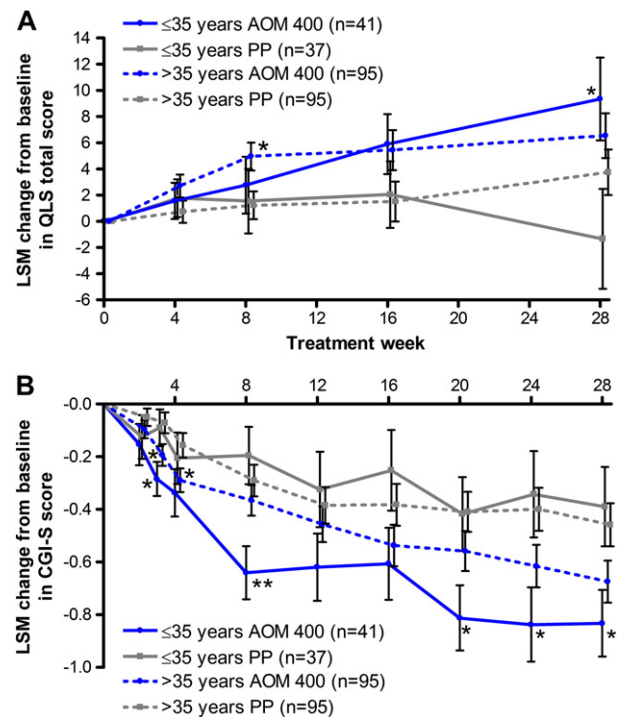 A
≤35 years AOM 400 (n=41)
≤35 years PP (n=37)
>35 years AOM 400 (n=95)
>35 years PP (n=95)
LSM change from baseline
in QLS total score
14
12
10
8
6
4
2
0
-2
-4
-6
*
*
0 4 8 12 16 20 24 28
Treatment week
B
4 8 12 16 20 24 28
LSM change from baseline
in CGI-S score
-0.0
-0.2
-0.4
-0.6
-0.8
-1.0
*
*
*
**
*
*
*
≤35 years AOM 400 (n=41)
≤35 years PP (n=37)
>35 years AOM 400 (n=95)
>35 years PP (n=95)